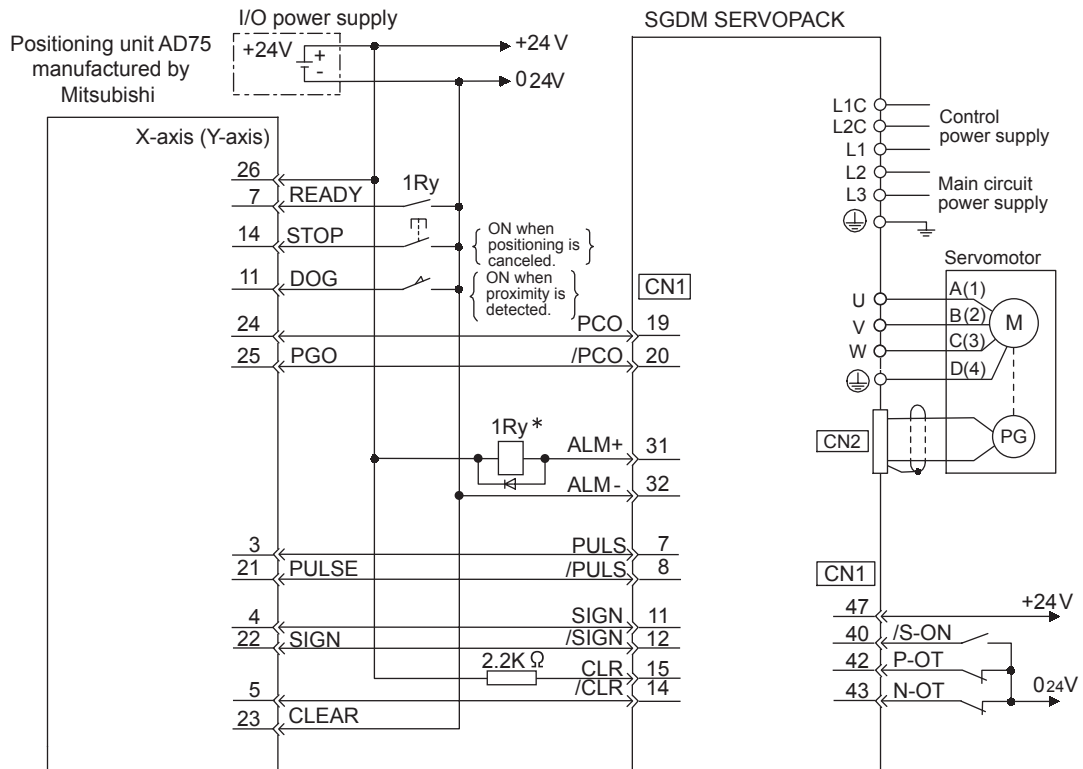 I/O power supply
SGDM SERVOPACK
Positioning unit AD75
manufactured by
Mitsubishi
+24V
+
-
+24 V
024V
X-axis (Y-axis)
26
7 READY 1Ry
14 STOP
ON when
positioning is
canceled.
11 DOG
ON when
proximity is
detected.
CN1
24 PCO 19
25 PGO /PCO 20
1Ry*
ALM+ 31
ALM- 32
3 PULS 7
21 PULSE /PULS 8
4 SIGN 11
22 SIGN /SIGN 12
2.2K Ω
CLR 15
5 /CLR 14
23 CLEAR
L1C
L2C
L1
L2
L3
Control
power supply
Main circuit
power supply
Servomotor
U A(1)
V B(2)
W C(3)
D(4)
M
CN2
PG
CN1
47 +24V
40 /S-ON
42 P-OT
43 N-OT 024V